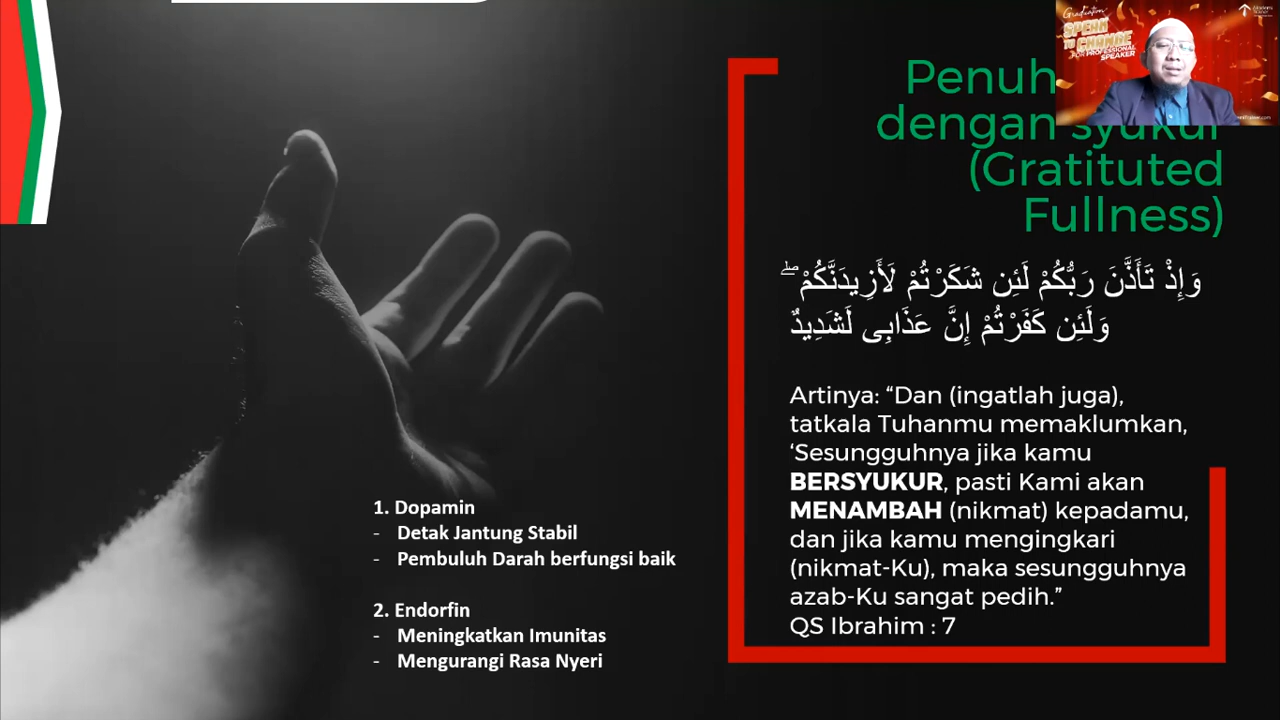 Graduation
SPEAK
TO CHANGE
FOR PROFESSIONAL
SPEAKER
Penuh
dengan syukur
(Gratituted
Fullness)
وَإِذْ تَأَذَّنَ رَبُّكُمْ لَئِن شَكَرْتُمْ لَأَزِيدَنَّكُمْ ۖ
وَلَئِن كَفَرْتُمْ إِنَّ عَذَابِى لَشَدِيدٌ
Artinya: “Dan (ingatlah juga),
tatkala Tuhanmu memaklumkan,
‘Sesungguhnya jika kamu
BERSYUKUR, pasti Kami akan
MENAMBAH (nikmat) kepadamu,
dan jika kamu mengingkari
(nikmat-Ku), maka sesungguhnya
azab-Ku sangat pedih.”
QS Ibrahim : 7
1. Dopamin
- Detak Jantung Stabil
- Pembuluh Darah berfungsi baik
2. Endorfin
- Meningkatkan Imunitas
- Mengurangi Rasa Nyeri